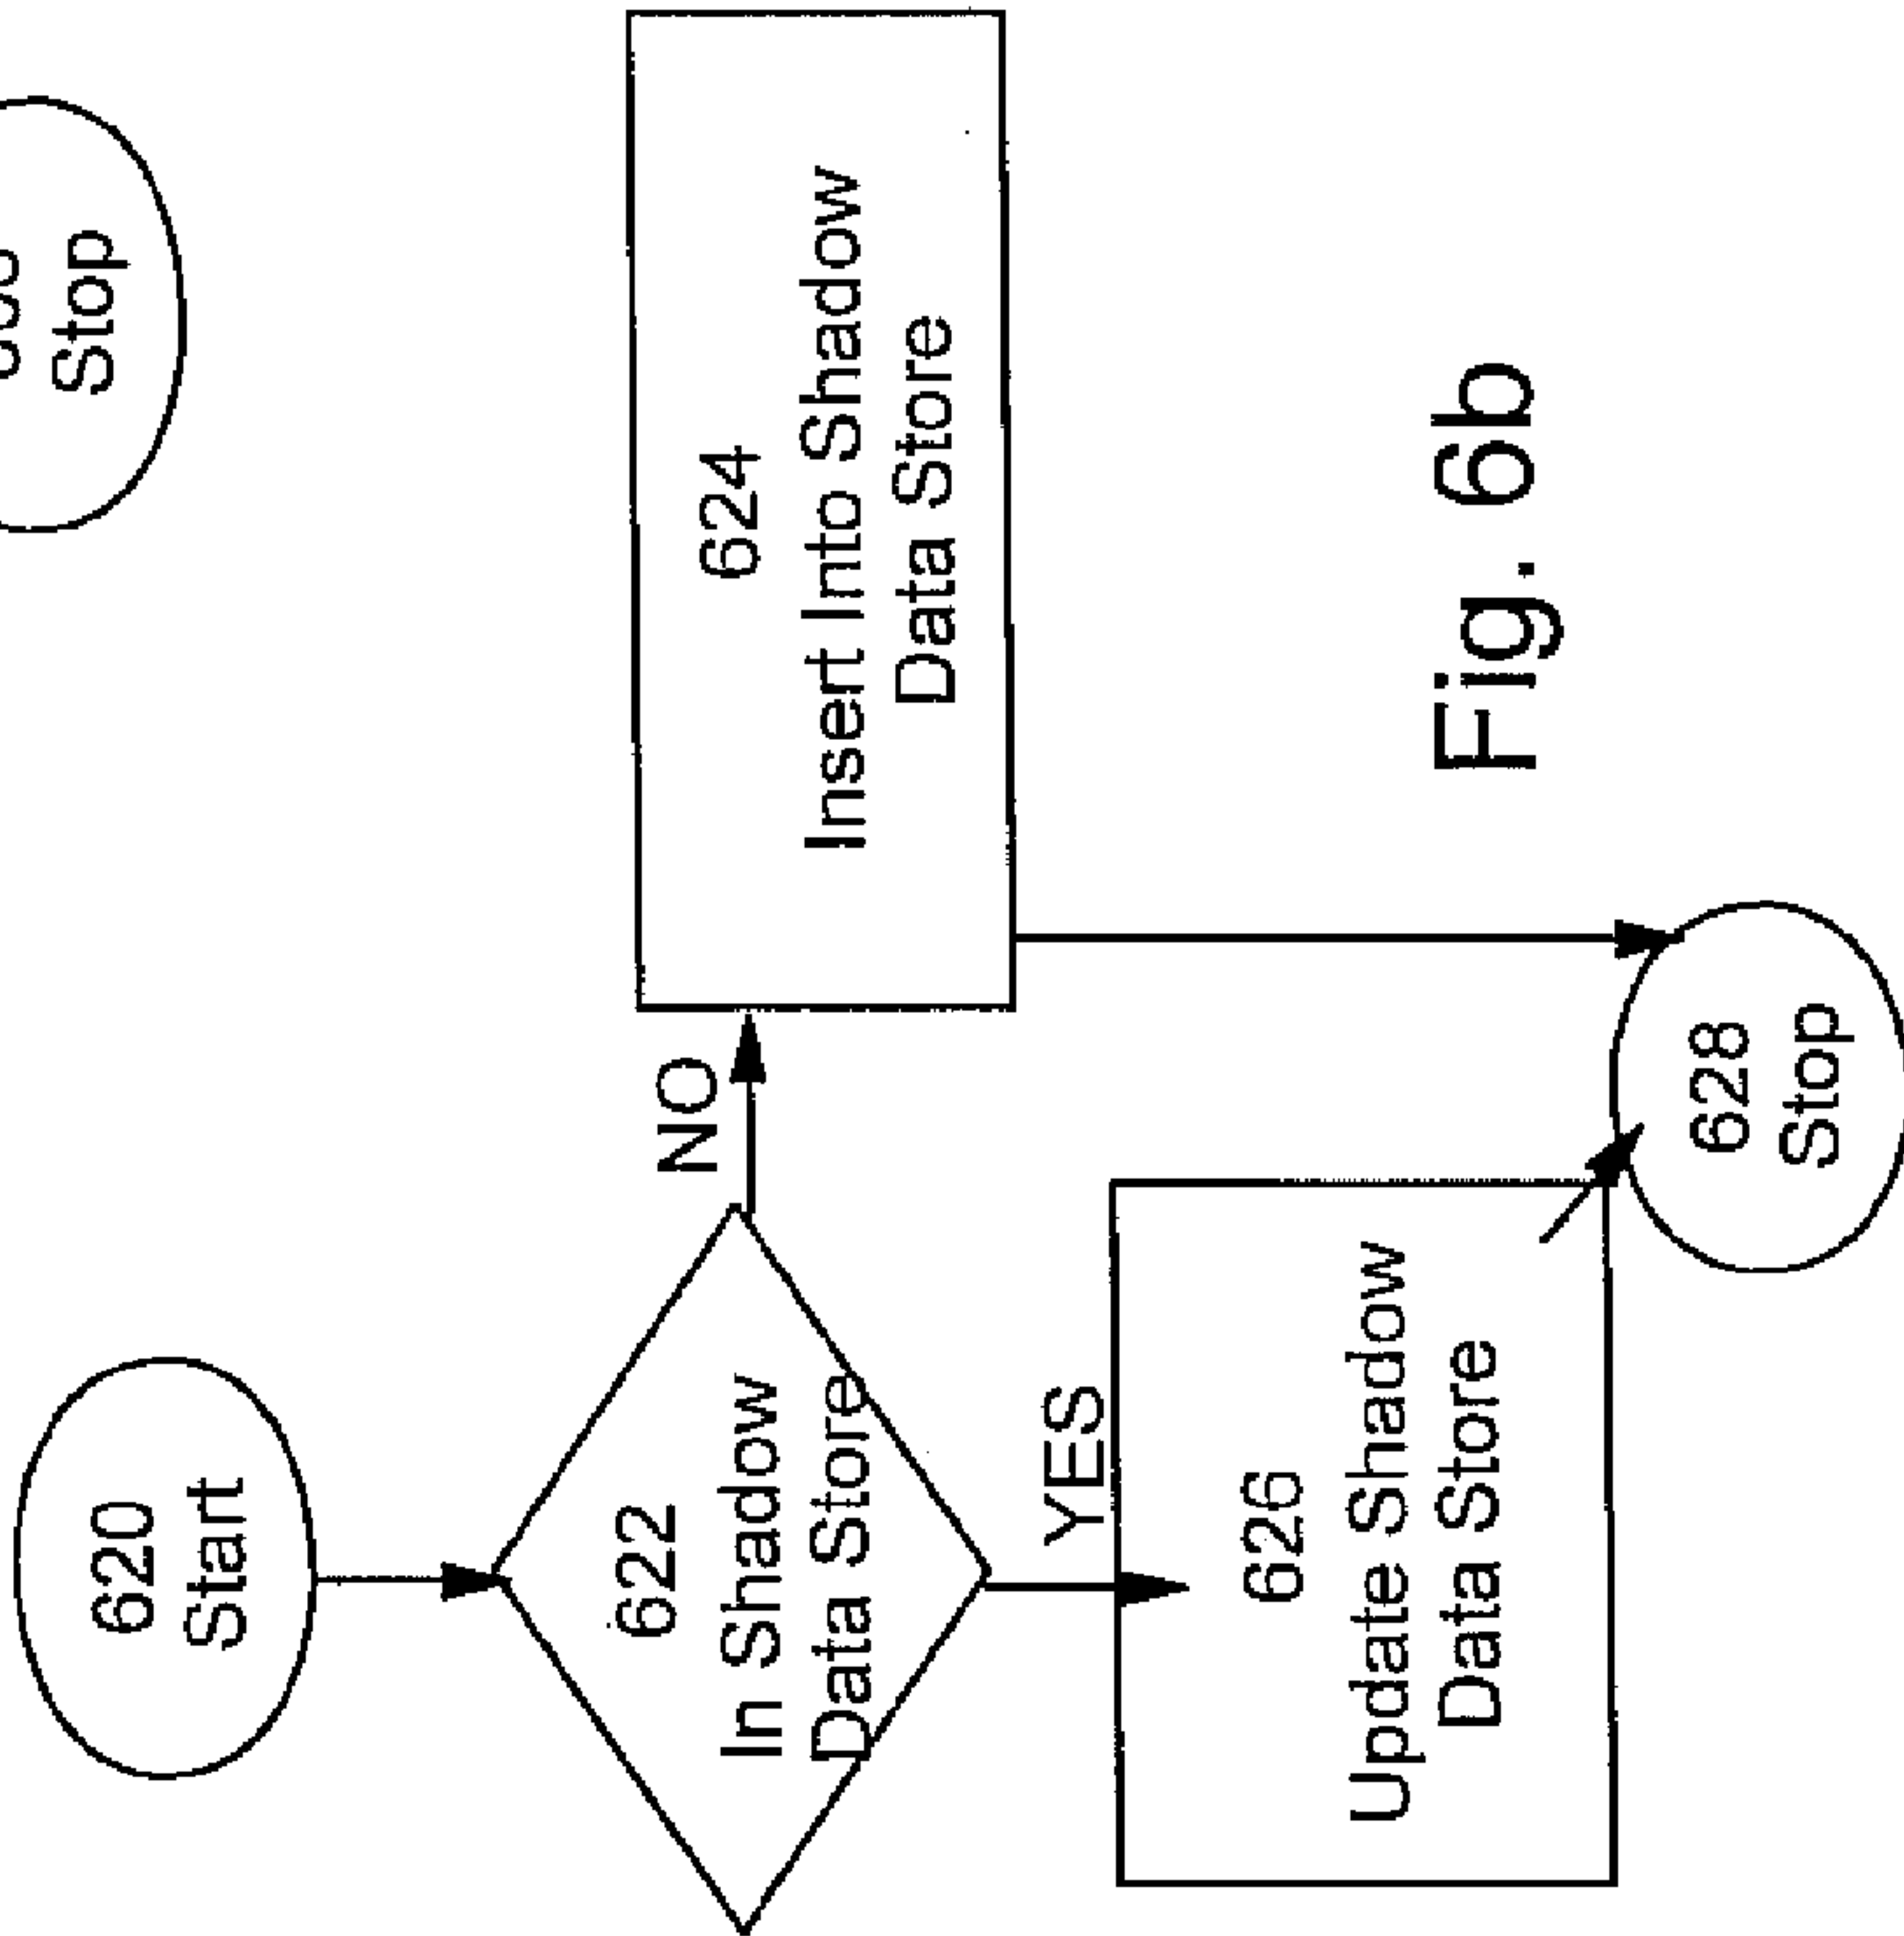 Stop
620
Start
622
In Shadow
Data Store
NO
624
Insert Into Shadow
Data Store
YES
626
Update Shadow
Data Store
628
Stop
Fig. 6b